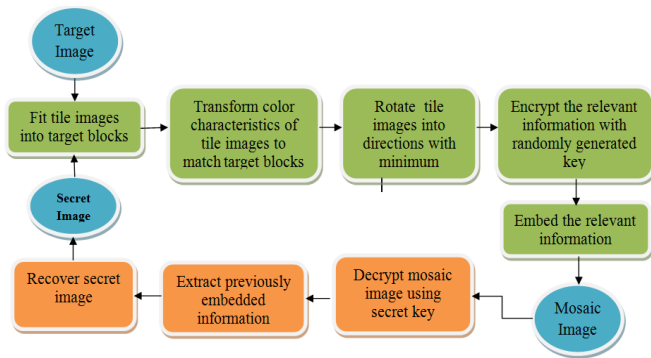 Target
Image
Fit tile images
into target blocks
Transform color
characteristics of
tile images to
match target blocks
Rotate tile
images into
directions with
minimum
Encrypt the relevant
information with
randomly generated
key
Secret
Image
Embed the relevant
information
Recover secret
image
Extract previously
embedded
information
Decrypt mosaic
image using
secret key
Mosaic
Image